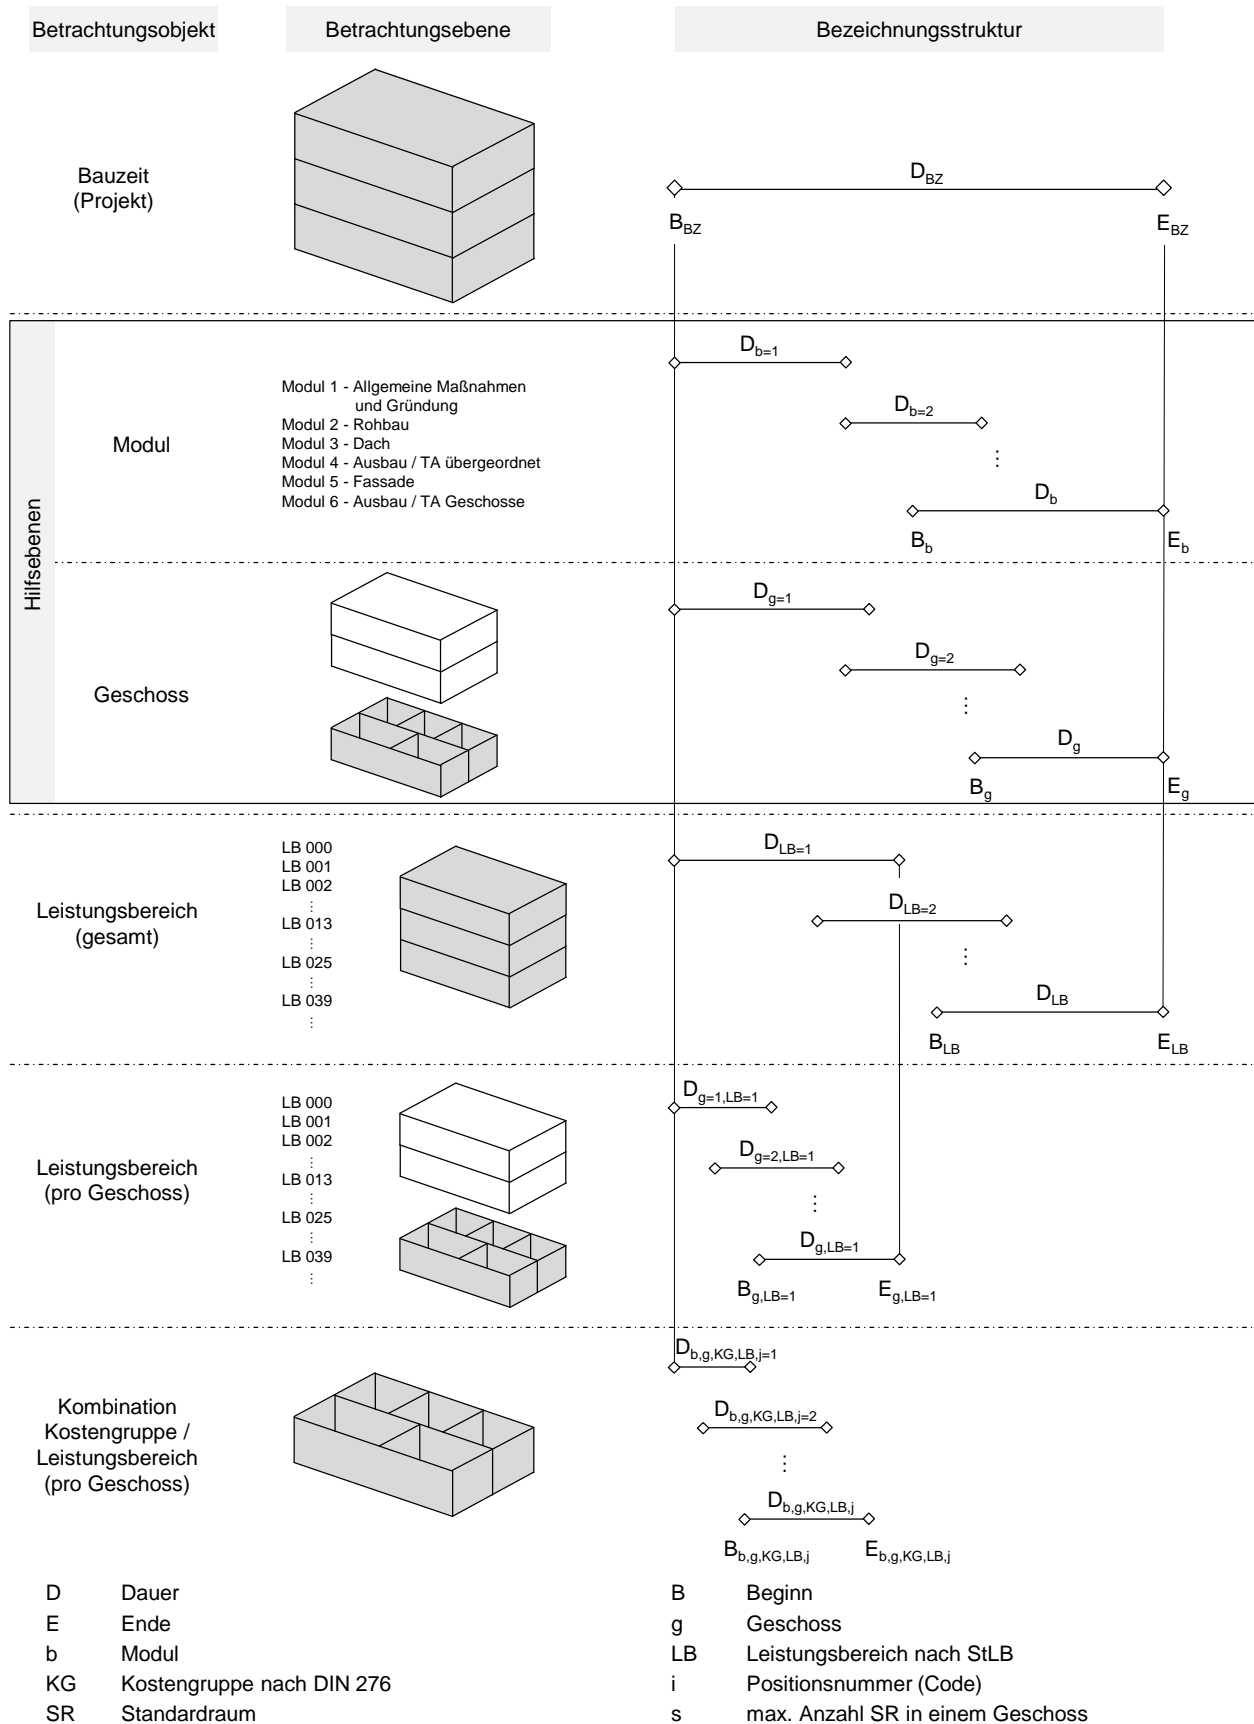 Betrachtungsobjekt
Betrachtungsebene
Bezeichnungsstruktur
Bauzeit
(Projekt)
D_BZ
B_BZ
E_BZ
Hilfsebenen
Modul
Modul 1 - Allgemeine Maßnahmen
und Gründung
Modul 2 - Rohbau
Modul 3 - Dach
Modul 4 - Ausbau / TA übergeordnet
Modul 5 - Fassade
Modul 6 - Ausbau / TA Geschosse
D_b=1
D_b=2
⋮
D_b
B_b
E_b
Geschoss
D_g=1
D_g=2
⋮
D_g
B_g
E_g
Leistungsbereich
(gesamt)
LB 000
LB 001
LB 002
⋮
LB 013
⋮
LB 025
⋮
LB 039
⋮
D_LB=1
D_LB=2
⋮
D_LB
B_LB
E_LB
Leistungsbereich
(pro Geschoss)
LB 000
LB 001
LB 002
⋮
LB 013
⋮
LB 025
⋮
LB 039
⋮
D_g=1,LB=1
D_g=2,LB=1
⋮
D_g,LB=1
B_g,LB=1
E_g,LB=1
Kombination
Kostengruppe /
Leistungsbereich
(pro Geschoss)
D_b,g,KG,LB,j=1
D_b,g,KG,LB,j=2
⋮
D_b,g,KG,LB,j
B_b,g,KG,LB,j
E_b,g,KG,LB,j
D Dauer
E Ende
b Modul
KG Kostengruppe nach DIN 276
SR Standardraum
B Beginn
g Geschoss
LB Leistungsbereich nach StLB
i Positionsnummer (Code)
s max. Anzahl SR in einem Geschoss